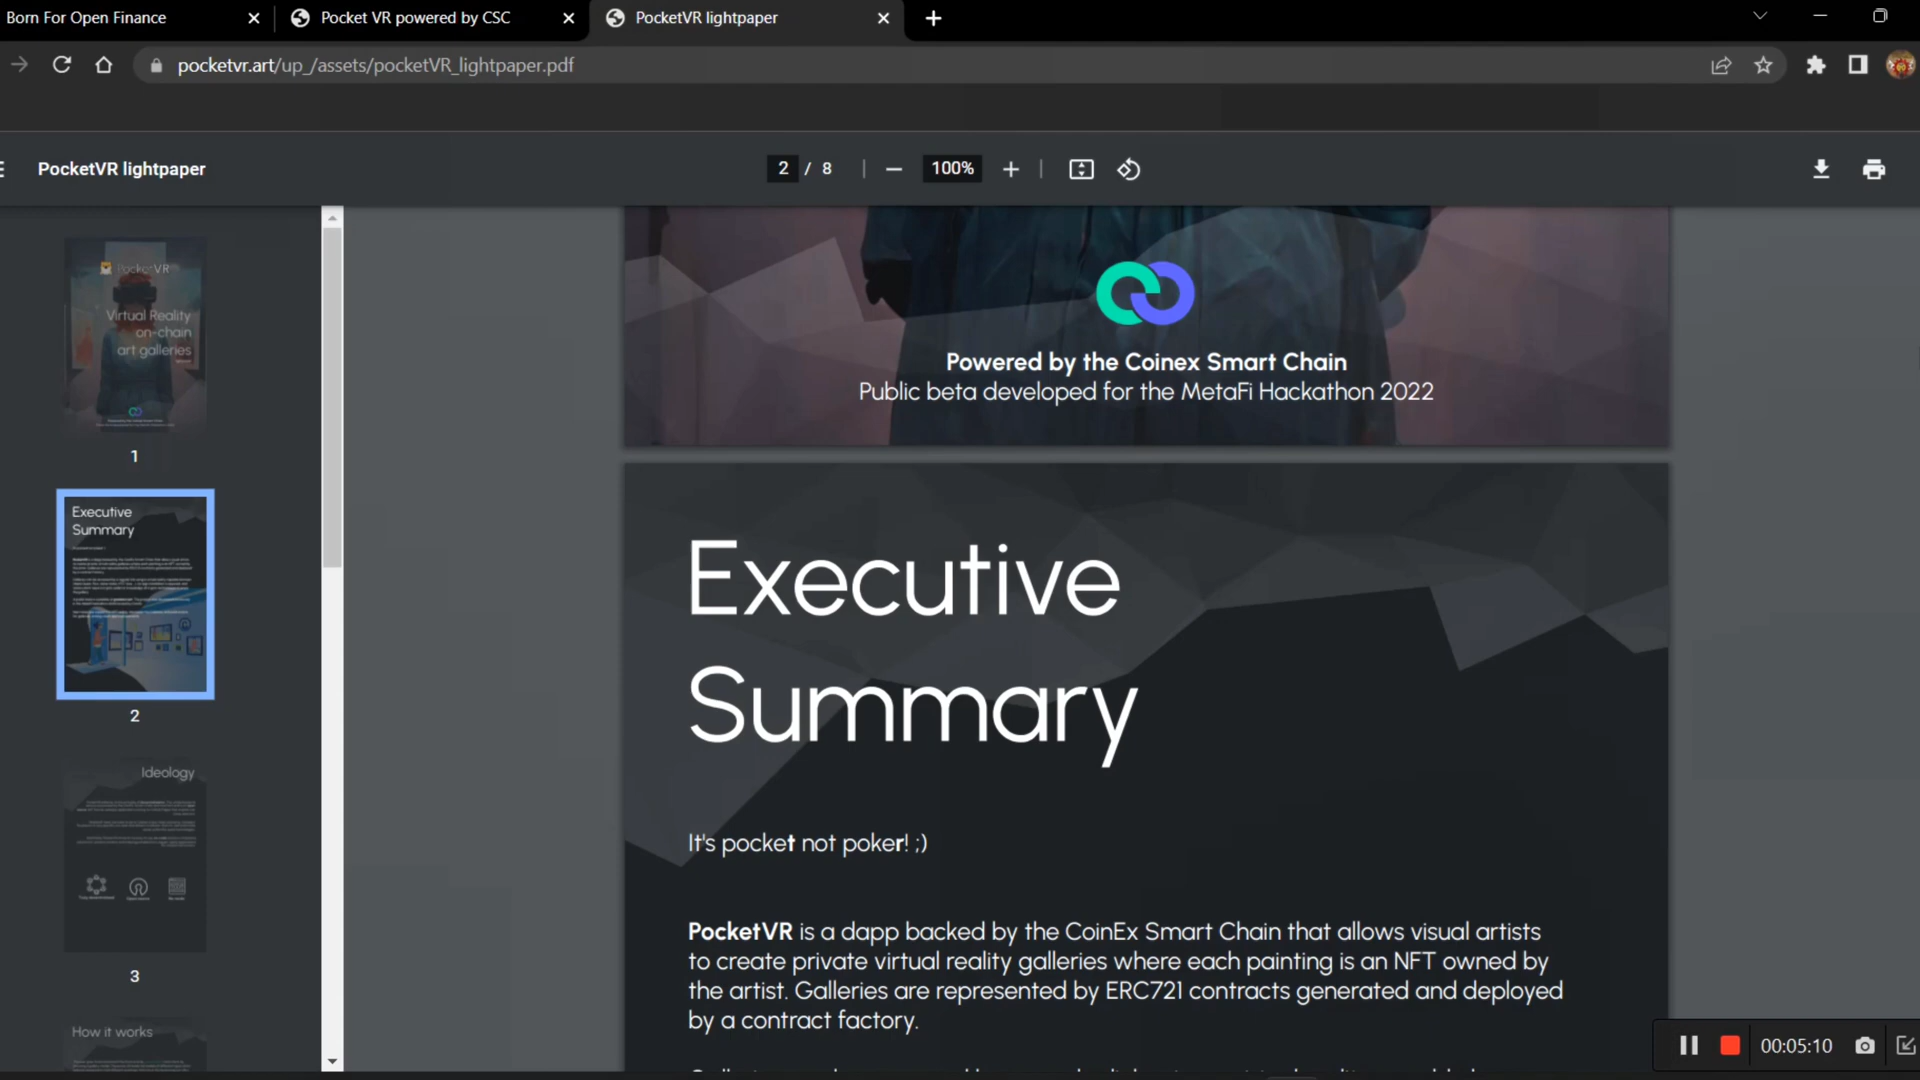 Born For Open Finance
Pocket VR powered by CSC
PocketVR lightpaper
pocketvr.art/up_/assets/pocketVR_lightpaper.pdf
PocketVR lightpaper
2 / 8
100%
PocketVR
Virtual Reality
on-chain
art galleries
1
Executive
Summary
2
Ideology
3
How it works
Powered by the Coinex Smart Chain
Public beta developed for the MetaFi Hackathon 2022
Executive
Summary
It's pocket not poker! ;)
PocketVR is a dapp backed by the CoinEx Smart Chain that allows visual artists
to create private virtual reality galleries where each painting is an NFT owned by
the artist. Galleries are represented by ERC721 contracts generated and deployed
by a contract factory.
00:05:10